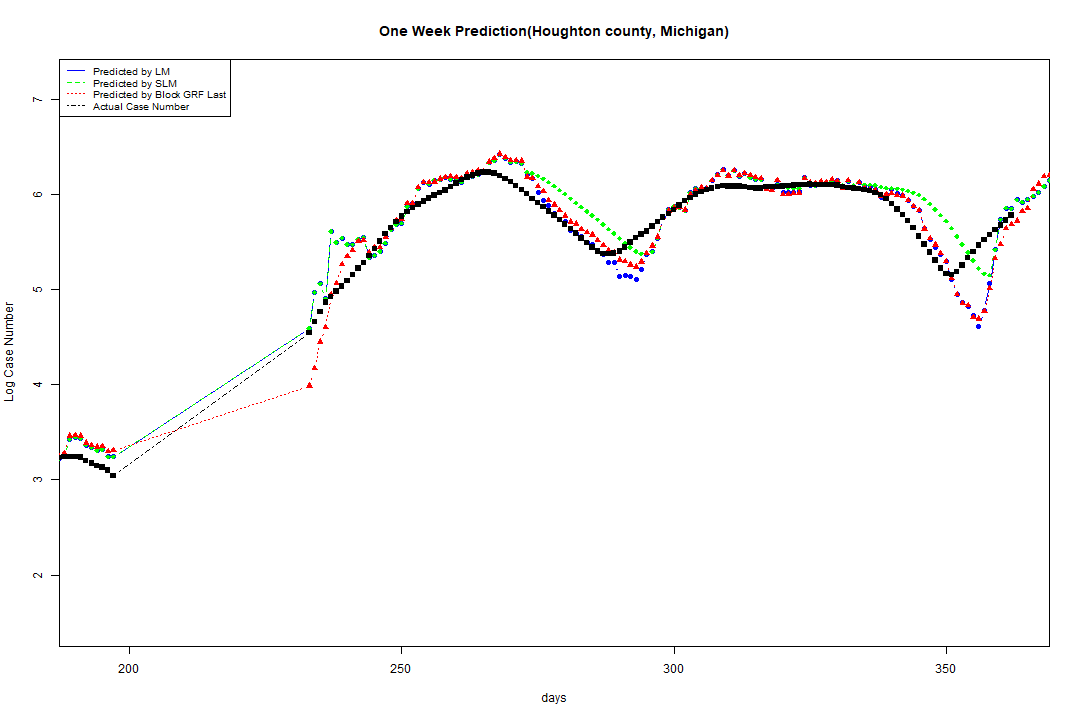 One Week Prediction(Houghton county, Michigan)
Predicted by LM
Predicted by SLM
Predicted by Block GRF Last
Actual Case Number
7
6
5
4
3
2
Log Case Number
200
250
300
350
days